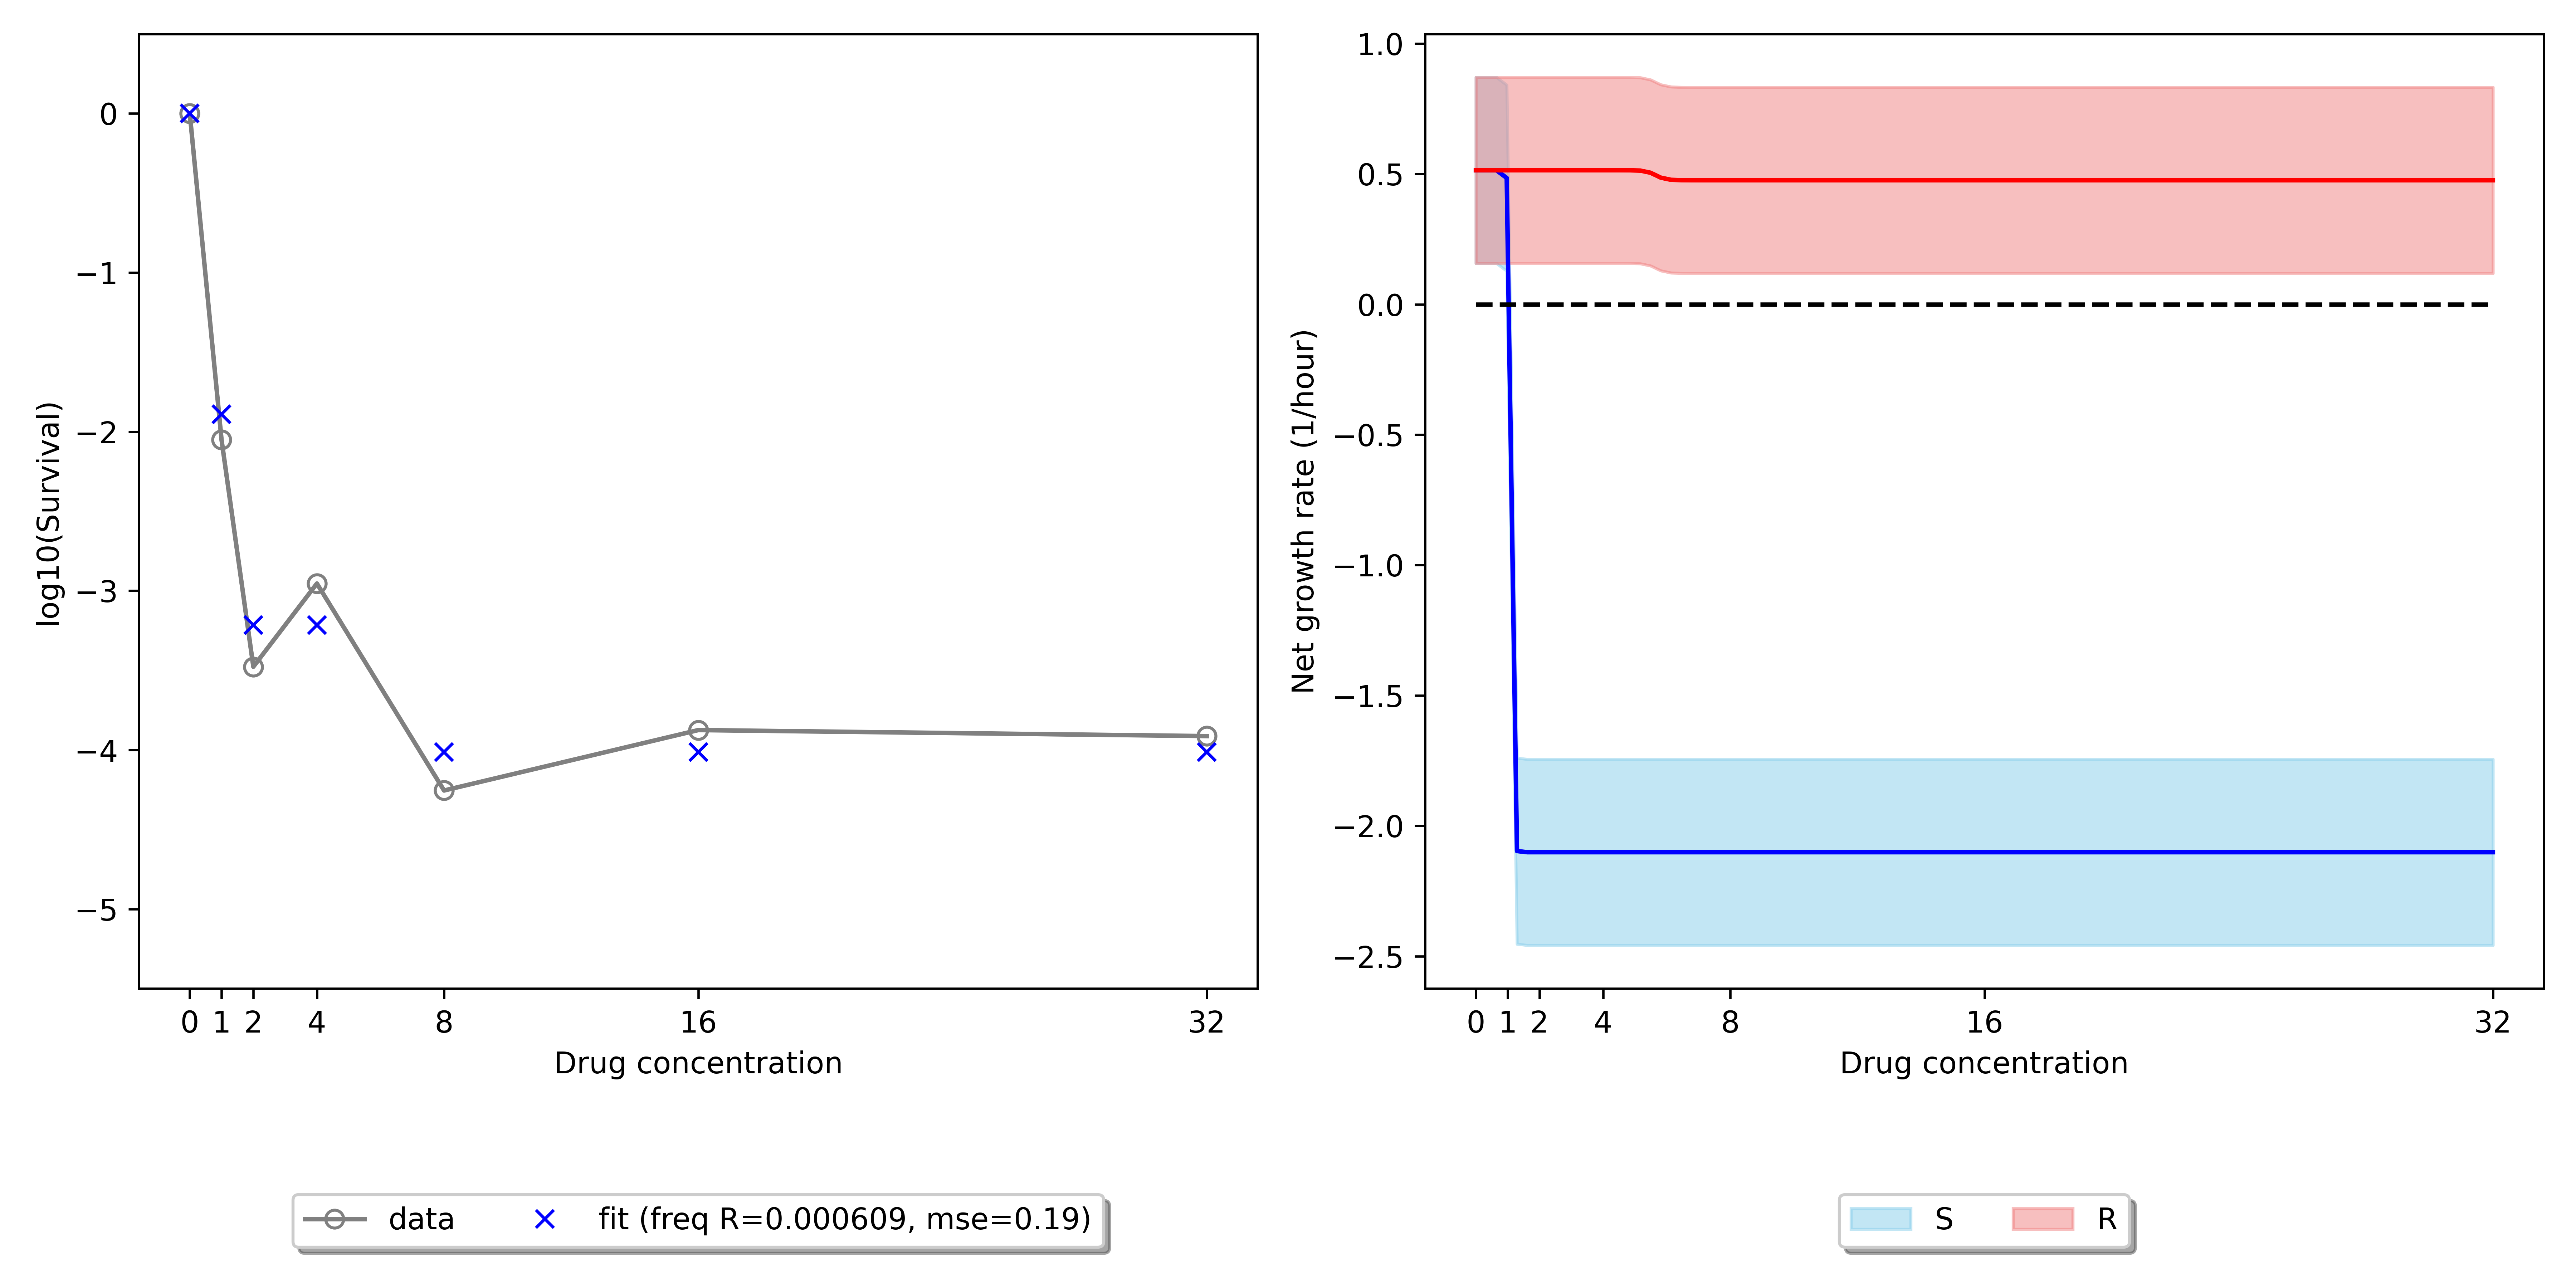 0
−1
−2
−3
−4
−5
log10(Survival)
0 1 2 4 8 16 32
Drug concentration
data fit (freq R=0.000609, mse=0.19)
1.0
0.5
0.0
−0.5
−1.0
−1.5
−2.0
−2.5
Net growth rate (1/hour)
0 1 2 4 8 16 32
Drug concentration
S R